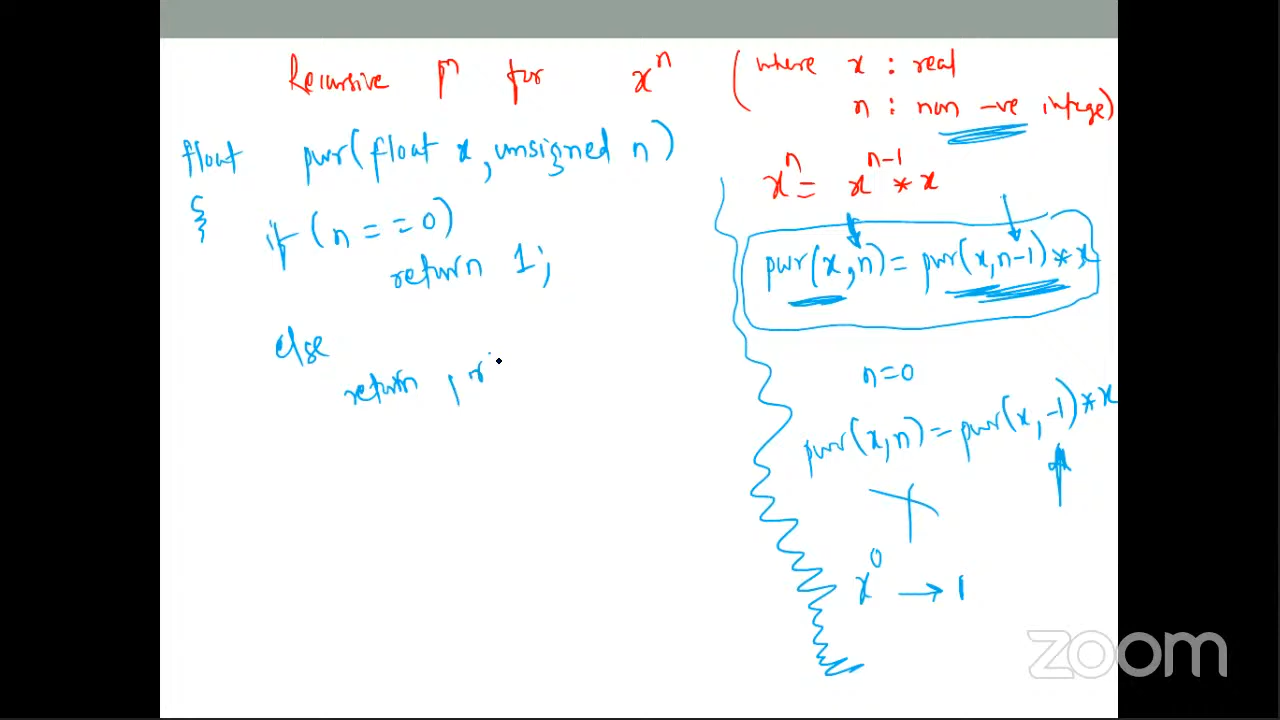 Recursive fn for x^n (where x : real
n : non -ve integer)
float pwr(float x, unsigned n)
{
if (n == 0)
return 1;
else
return
x^n = x^n-1 * x
pwr(x,n) = pwr(x,n-1) * x
n=0
pwr(x,n) = pwr(x, -1) * x
x^0 → 1
zoom